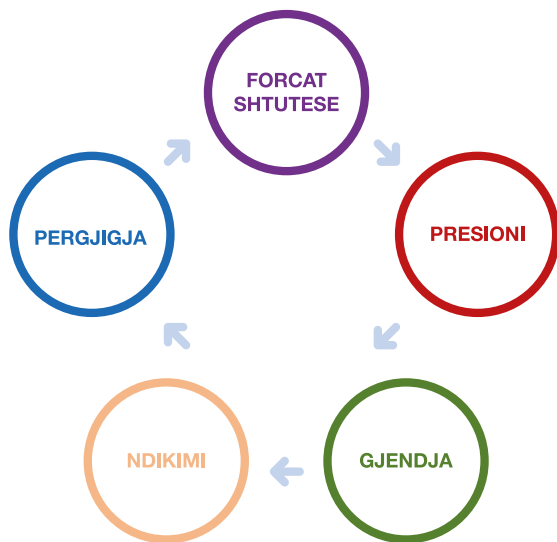 FORCAT
SHTUTESE
PRESIONI
GJENDJA
NDIKIMI
PERGJIGJA